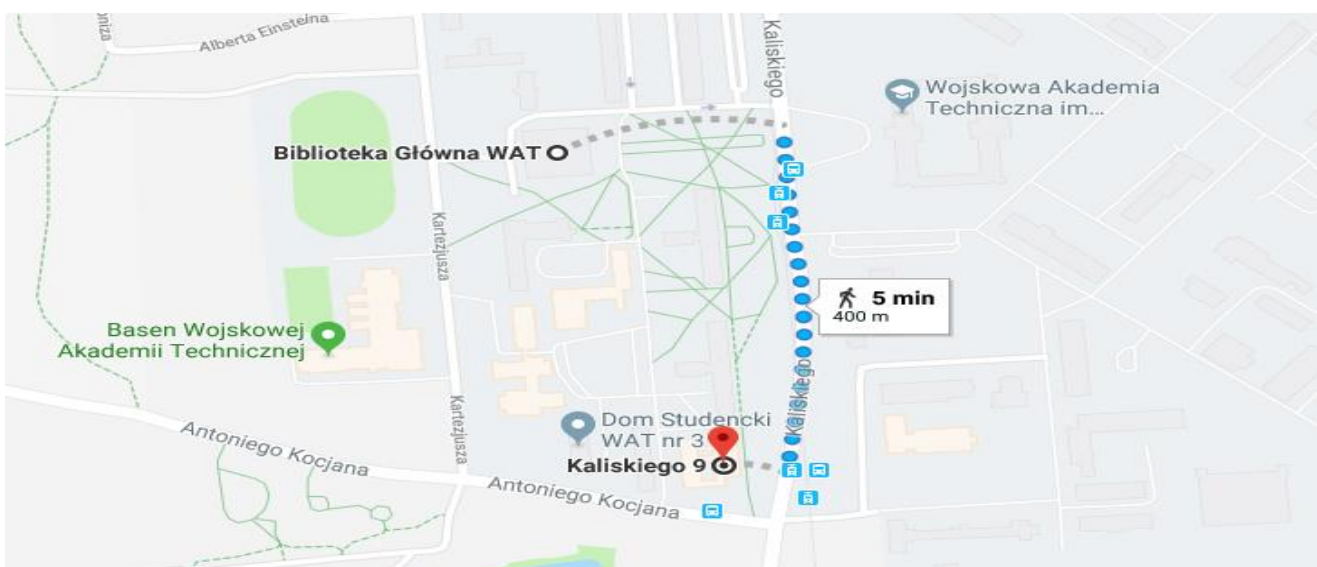 oniza
Alberta Einsteina
Kaliskiego
Wojskowa Akademia
Techniczna im...
Biblioteka Główna WAT
Kartezjusza
5 min
400 m
Basen Wojskowej
Akademii Technicznej
Kaliskiego
Kartezjusza
Dom Studencki
WAT nr 3
Antoniego Kocjana
Kaliskiego 9
Antoniego Kocjana